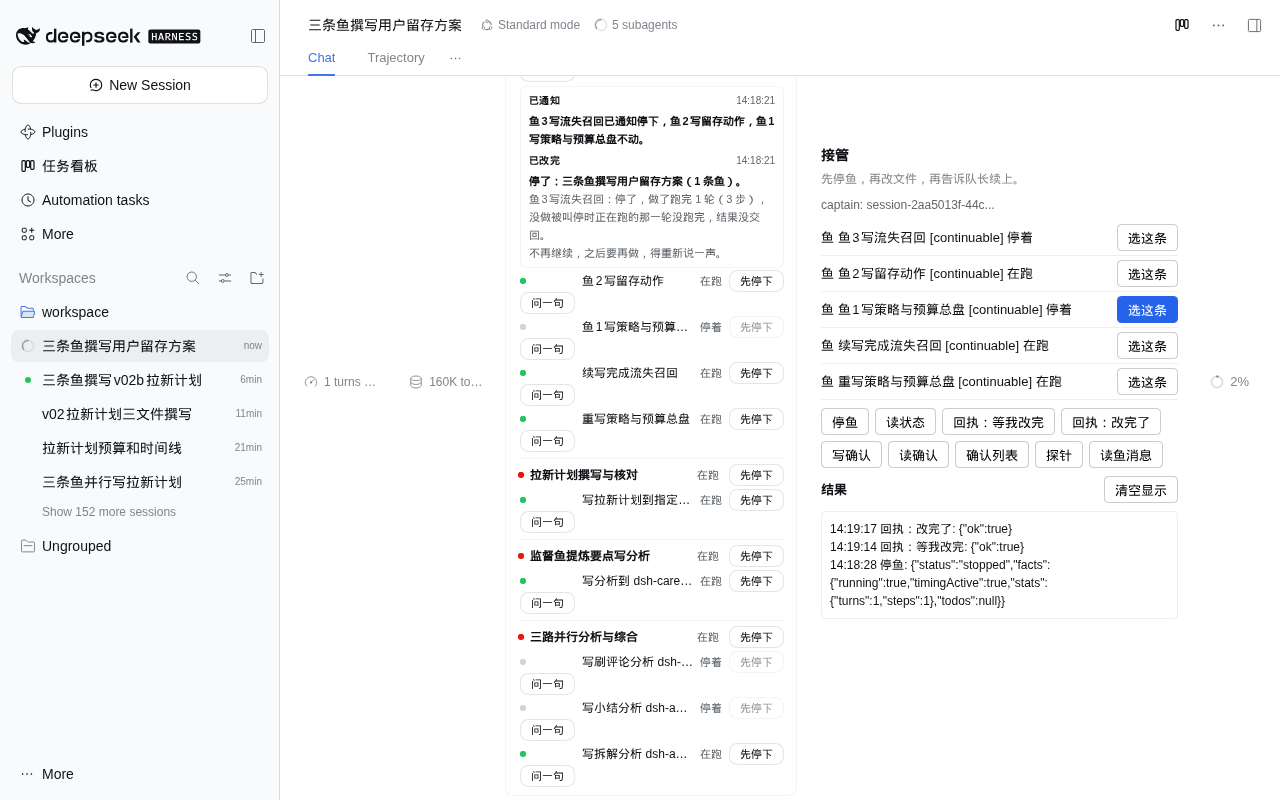 deepseek HARNESS
New Session
Plugins
任务看板
Automation tasks
More
Workspaces
workspace
三条鱼撰写用户留存方案 now
三条鱼撰写 v02b 拉新计划 6min
v02 拉新计划三文件撰写 11min
拉新计划预算和时间线 21min
三条鱼并行写拉新计划 25min
Show 152 more sessions
Ungrouped
More
三条鱼撰写用户留存方案 Standard mode 5 subagents
Chat Trajectory
1 turns ... 160K to...
已通知 14:18:21
鱼3写流失召回已通知停下，鱼2写留存动作，鱼1
写策略与预算总盘不动。
已改完 14:18:21
停了：三条鱼撰写用户留存方案（1 条鱼）。
鱼3写流失召回：停了，做了跑完 1 轮（3 步），
没做被叫停时正在跑的那一轮没跑完，结果没交
回。
不再继续，之后要再做，得重新说一声。
鱼2写留存动作 在跑 先停下
问一句
鱼1写策略与预算... 停着 先停下
问一句
续写完成流失召回 在跑 先停下
问一句
重写策略与预算总盘 在跑 先停下
问一句
拉新计划撰写与核对 在跑 先停下
写拉新计划到指定... 在跑 先停下
问一句
监督鱼提炼要点写分析 在跑 先停下
写分析到 dsh-care... 在跑 先停下
问一句
三路并行分析与综合 在跑 先停下
写刷评论分析 dsh-... 停着 先停下
问一句
写小结分析 dsh-a... 停着 先停下
问一句
写拆解分析 dsh-a... 在跑 先停下
问一句
接管
先停鱼，再改文件，再告诉队长续上。
captain: session-2aa5013f-44c...
鱼 鱼3写流失召回 [continuable] 停着 选这条
鱼 鱼2写留存动作 [continuable] 在跑 选这条
鱼 鱼1写策略与预算总盘 [continuable] 停着 选这条
鱼 续写完成流失召回 [continuable] 在跑 选这条
鱼 重写策略与预算总盘 [continuable] 在跑 选这条
停鱼 读状态 回执：等我改完 回执：改完了
写确认 读确认 确认列表 探针 读鱼消息
结果 清空显示
14:19:17 回执：改完了: {"ok":true}
14:19:14 回执：等我改完: {"ok":true}
14:18:28 停鱼: {"status":"stopped","facts":
{"running":true,"timingActive":true,"stats":
{"turns":1,"steps":1},"todos":null}}
2%